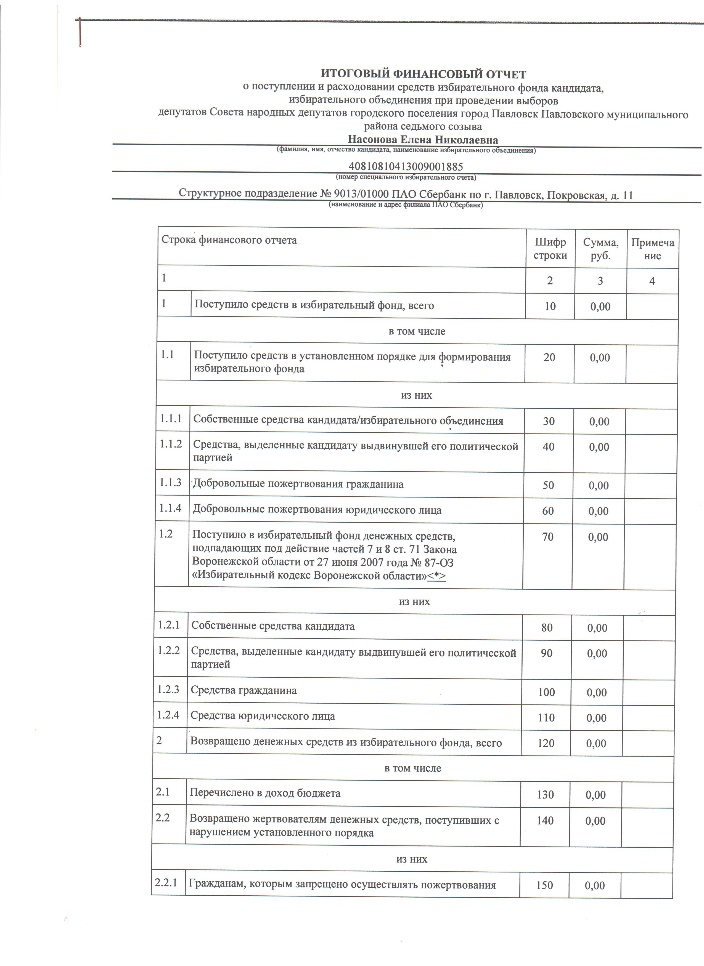 ИТОГОВЫЙ ФИНАНСОВЫЙ ОТЧЕТ
о поступлении и расходовании средств избирательного фонда кандидата,
избирательного объединения при проведении выборов
депутатов Совета народных депутатов городского поселения город Павловск Павловского муниципального
района седьмого созыва
Насонова Елена Николаевна
(фамилия, имя, отчество кандидата, наименование избирательного объединения)
40810810413009001885
(номер специального избирательного счета)
Структурное подразделение № 9013/01000 ПАО Сбербанк по г. Павловск, Покровская, д. 11
(наименование и адрес филиала ПАО Сбербанк)
Строка финансового отчета Шифр Сумма, Примеча
строки руб. ние
1 2 3 4
1 Поступило средств в избирательный фонд, всего 10 0,00
в том числе
1.1 Поступило средств в установленном порядке для формирования 20 0,00
избирательного фонда
из них
1.1.1 Собственные средства кандидата/избирательного объединения 30 0,00
1.1.2 Средства, выделенные кандидату выдвинувшей его политической 40 0,00
партией
1.1.3 Добровольные пожертвования гражданина 50 0,00
1.1.4 Добровольные пожертвования юридического лица 60 0,00
1.2 Поступило в избирательный фонд денежных средств, 70 0,00
подпадающих под действие частей 7 и 8 ст. 71 Закона
Воронежской области от 27 июня 2007 года № 87-ОЗ
«Избирательный кодекс Воронежской области»<*>
из них
1.2.1 Собственные средства кандидата 80 0,00
1.2.2 Средства, выделенные кандидату выдвинувшей его политической 90 0,00
партией
1.2.3 Средства гражданина 100 0,00
1.2.4 Средства юридического лица 110 0,00
2 Возвращено денежных средств из избирательного фонда, всего 120 0,00
в том числе
2.1 Перечислено в доход бюджета 130 0,00
2.2 Возвращено жертвователям денежных средств, поступивших с 140 0,00
нарушением установленного порядка
из них
2.2.1 Гражданам, которым запрещено осуществлять пожертвования 150 0,00